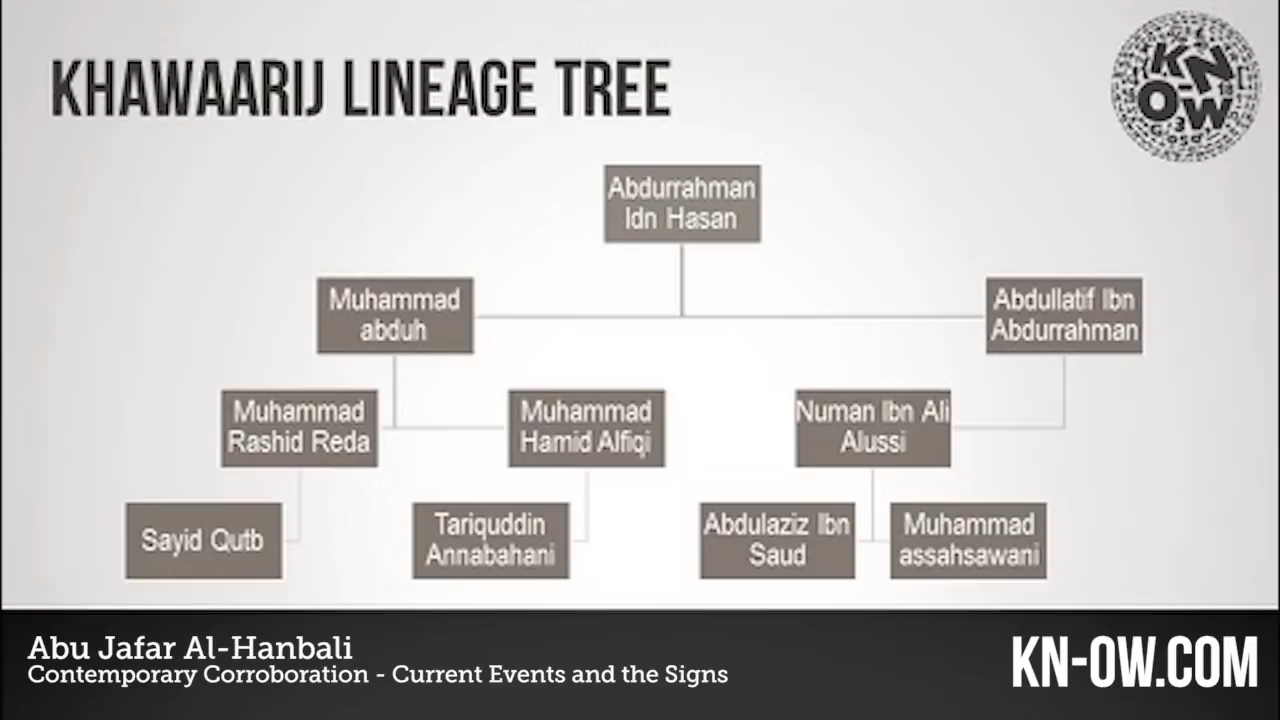 KHAWAARIJ LINEAGE TREE
KN
O-W
Abdurrahman
Idn Hasan
Muhammad
abduh
Abdullatif Ibn
Abdurrahman
Muhammad
Rashid Reda
Muhammad
Hamid Alfiqi
Numan Ibn Ali
Alussi
Sayid Qutb
Tariquddin
Annabahani
Abdulaziz Ibn
Saud
Muhammad
assahsawani
Abu Jafar Al-Hanbali
Contemporary Corroboration - Current Events and the Signs
KN-OW.COM